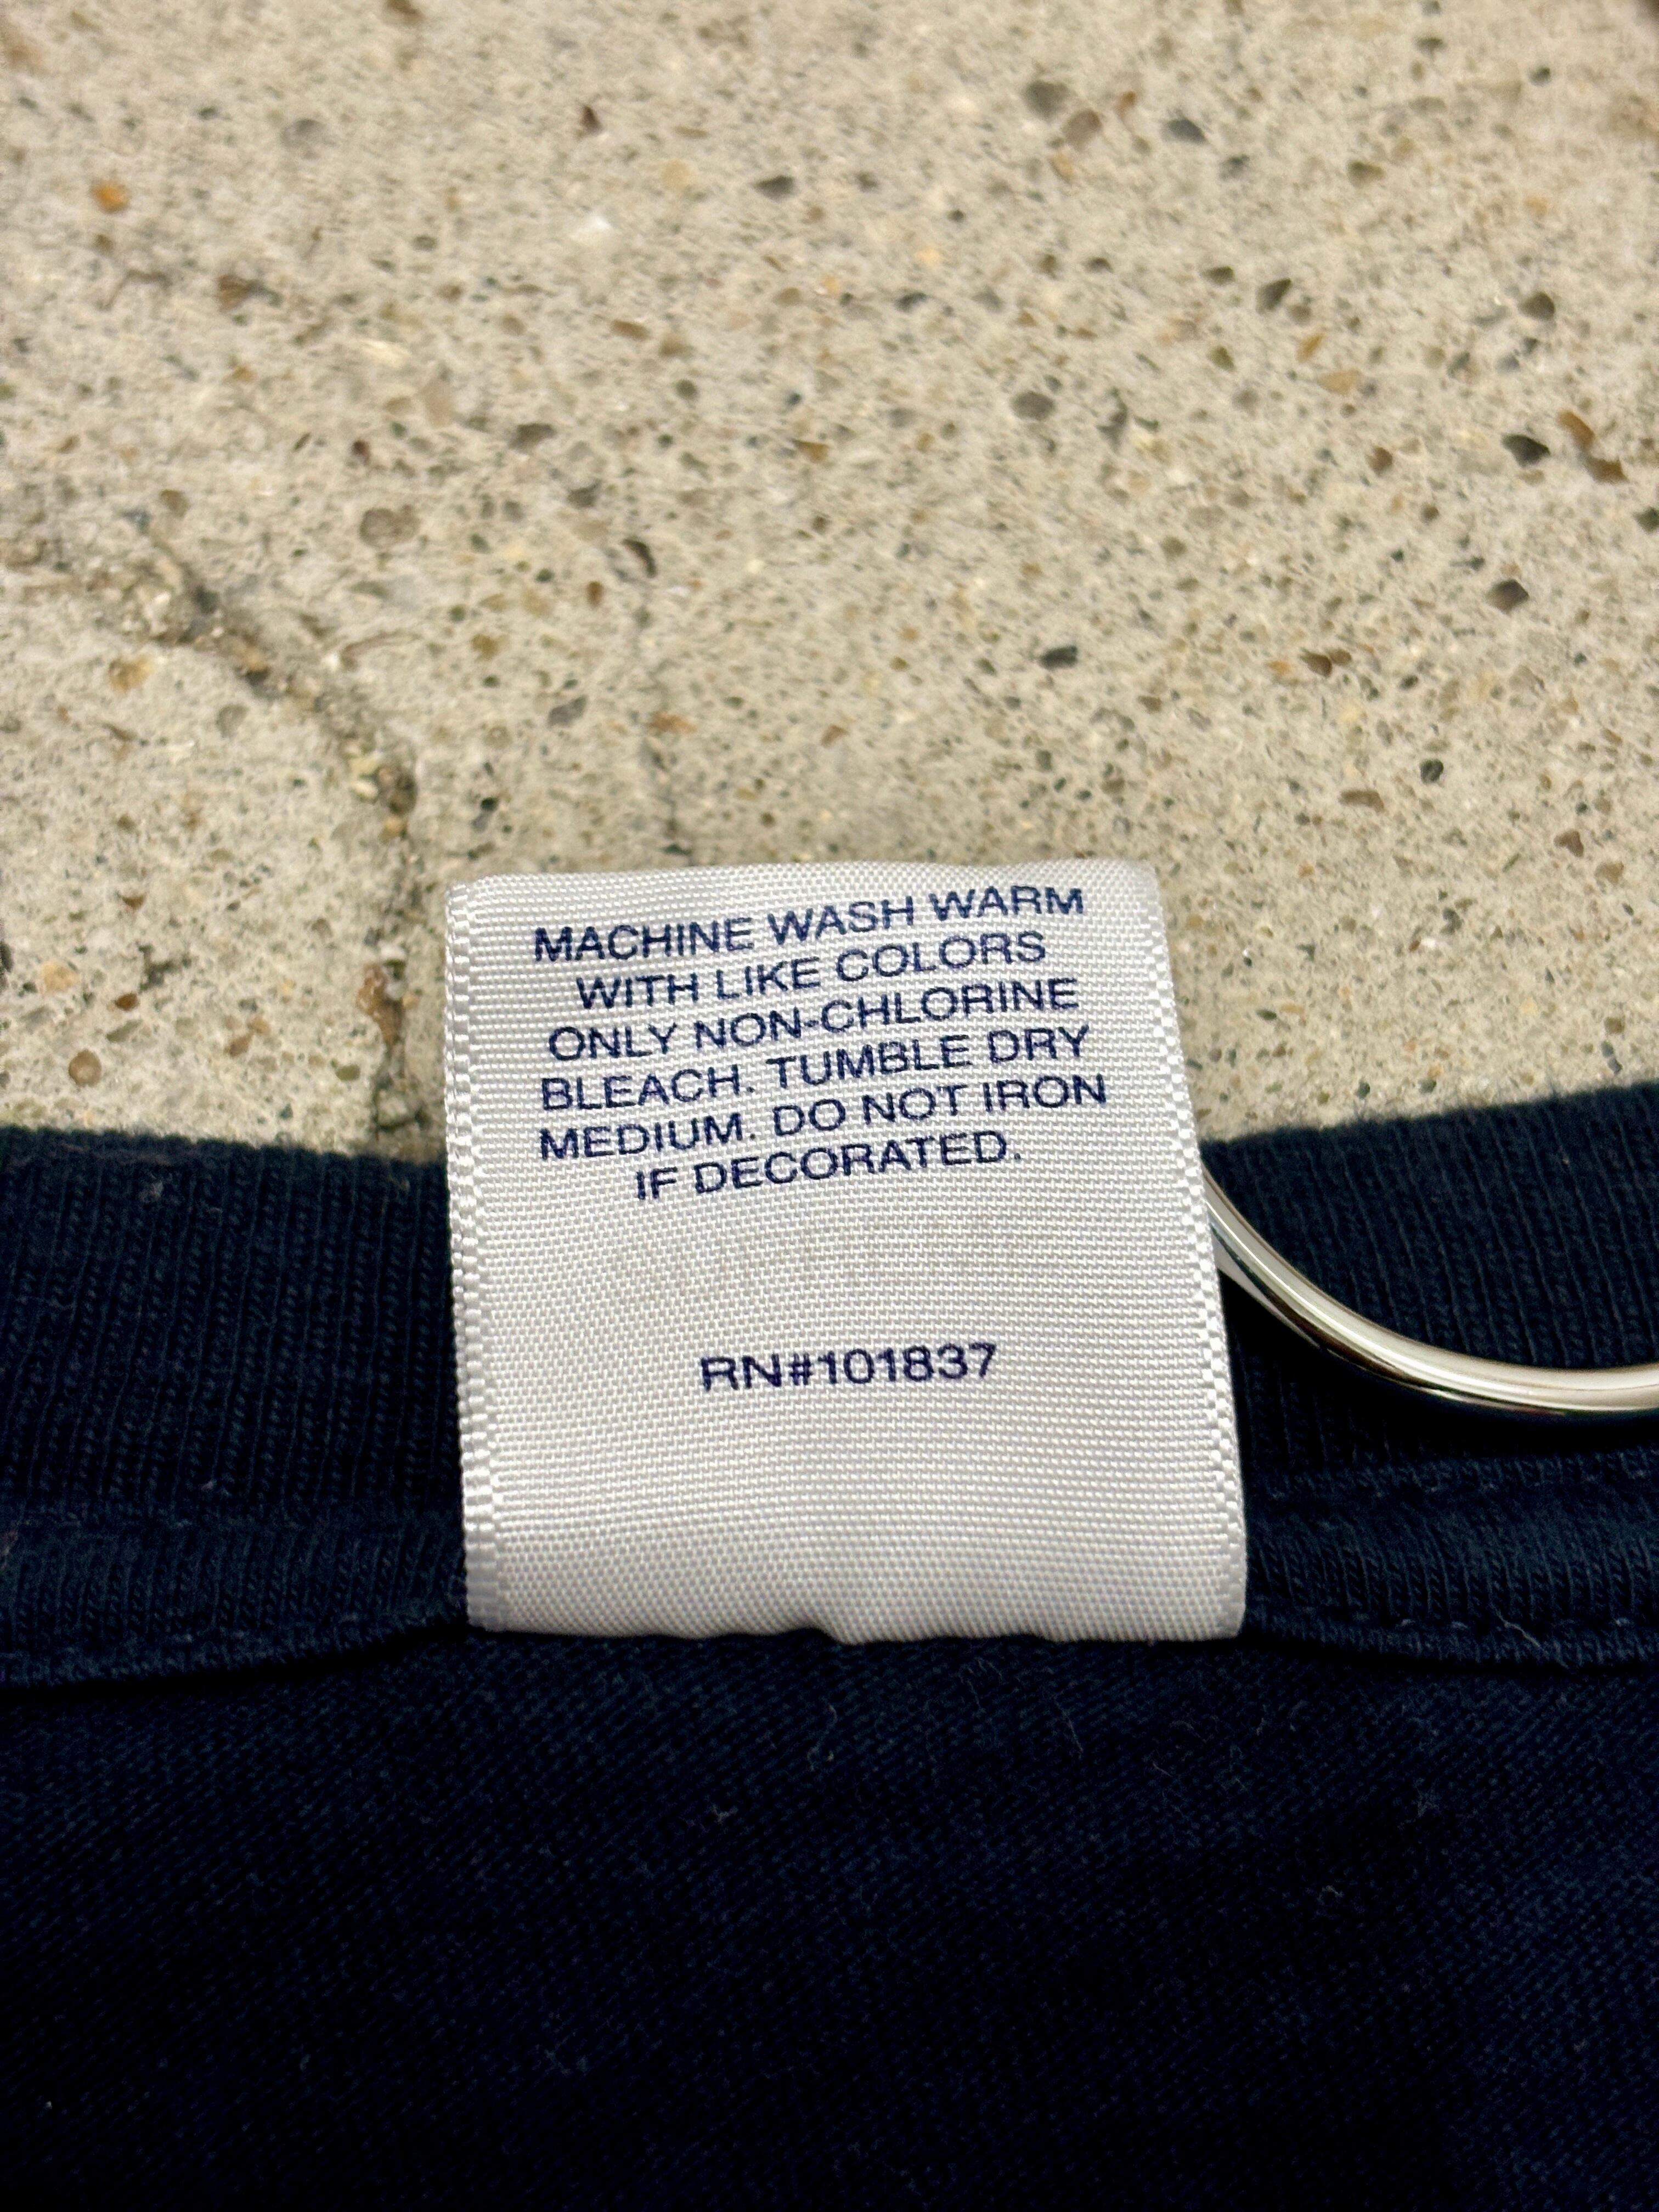 MACHINE WASH WARM
WITH LIKE COLORS
ONLY NON-CHLORINE
BLEACH. TUMBLE DRY
MEDIUM. DO NOT IRON
IF DECORATED.
RN#101837